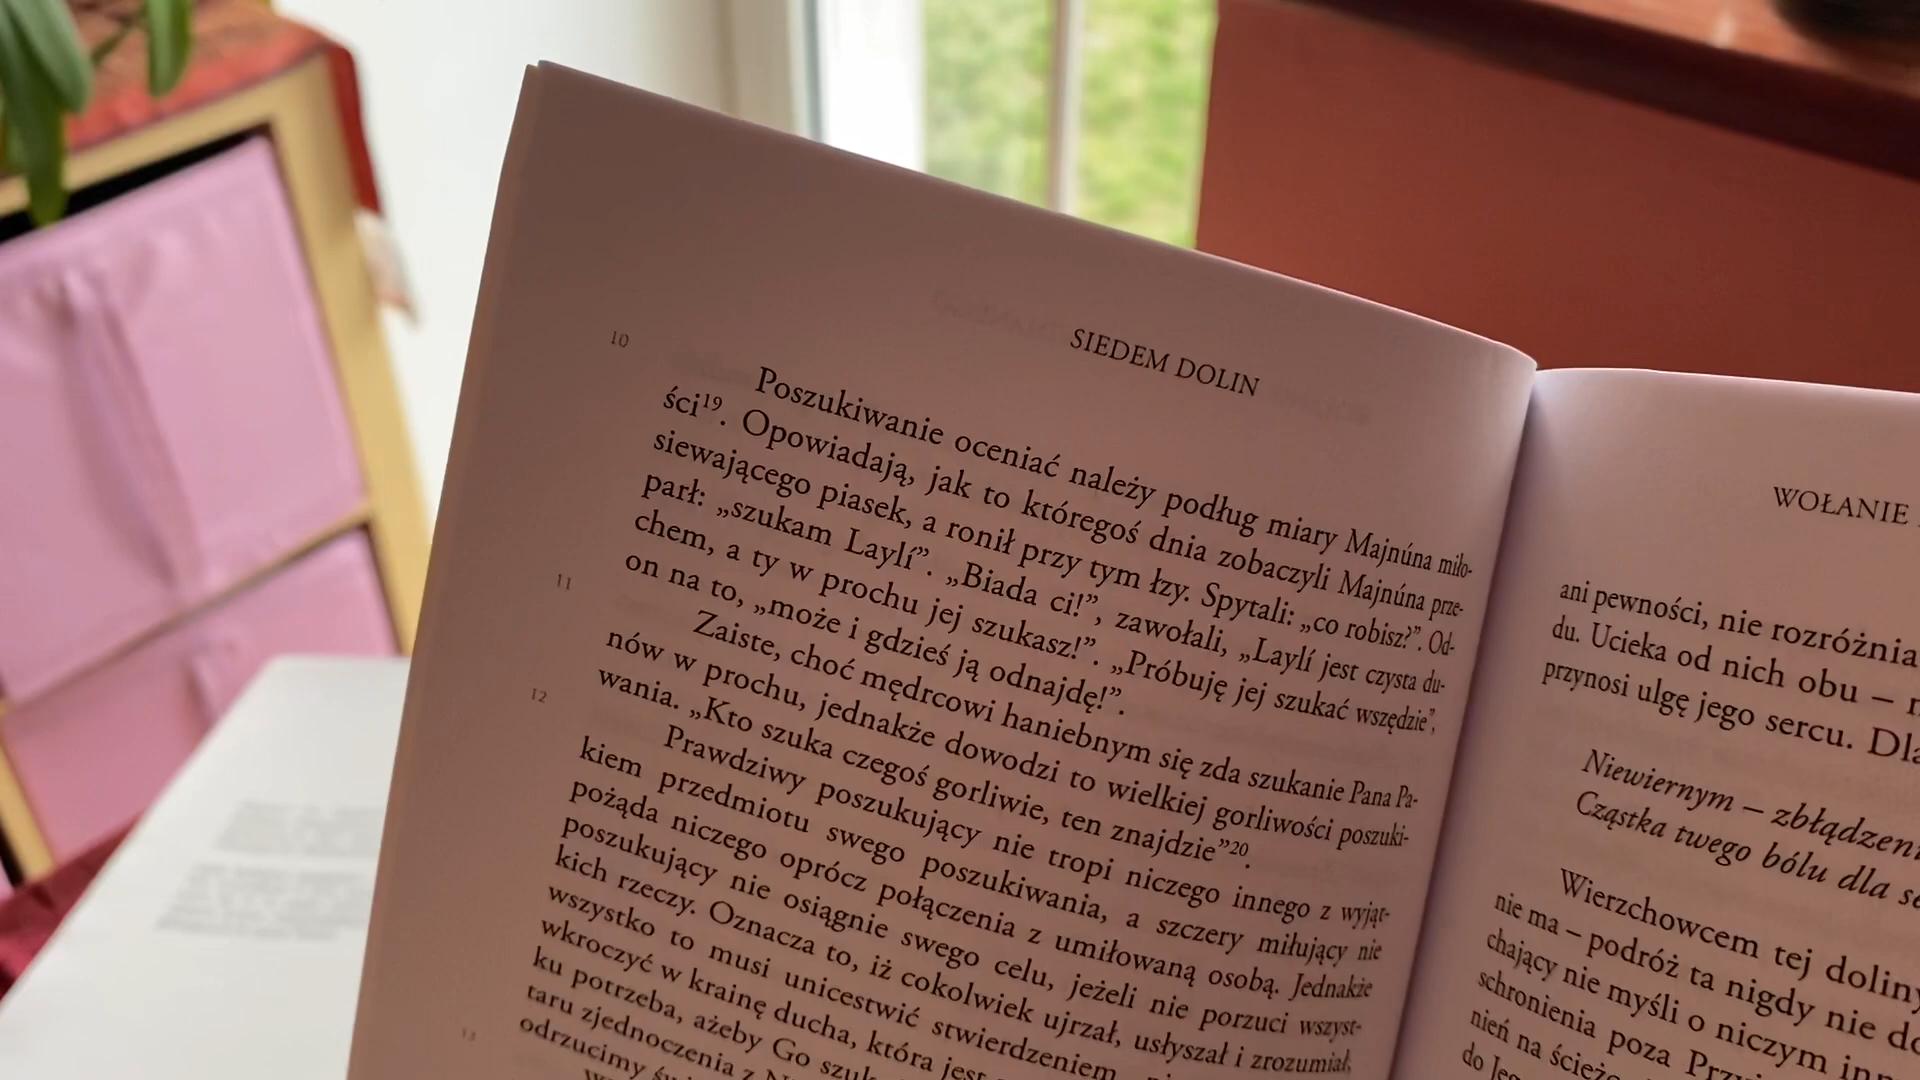 SIEDEM DOLIN
10
Poszukiwanie oceniać należy podług miary Majnúna miło-
ści¹⁹. Opowiadają, jak to któregoś dnia zobaczyli Majnúna prze-
siewającego piasek, a ronił przy tym łzy. Spytali: „co robisz?”. Od-
parł: „szukam Laylí”. „Biada ci!”, zawołali, „Laylí jest czysta du-
chem, a ty w prochu jej szukasz!”. „Próbuję jej szukać wszędzie”,
on na to, „może i gdzieś ją odnajdę!”.
11
Zaiste, choć mędrcowi haniebnym się zda szukanie Pana Pa-
nów w prochu, jednakże dowodzi to wielkiej gorliwości poszuki-
wania. „Kto szuka czegoś gorliwie, ten znajdzie”²⁰.
12
Prawdziwy poszukujący nie tropi niczego innego z wyjąt-
kiem przedmiotu swego poszukiwania, a szczery miłujący nie
pożąda niczego oprócz połączenia z umiłowaną osobą. Jednakże
poszukujący nie osiągnie swego celu, jeżeli nie porzuci wszyst-
kich rzeczy. Oznacza to, iż cokolwiek ujrzał, usłyszał i zrozumiał,
wszystko to musi unicestwić stwierdzeniem
wkroczyć w krainę ducha, która jest
ku potrzeba, ażeby Go
taru zjednoczenia z
odrzucimy
13
WOŁANIE
ani pewności, nie rozróżnia
du. Ucieka od nich obu –
przynosi ulgę jego sercu.
Niewiernym – zbłądzeni
Cząstka twego bólu dla
Wierzchowcem tej doliny
nie ma – podróż ta nigdy nie
chający nie myśli o niczym
schronienia poza
nień na ścieżc
do Jeg